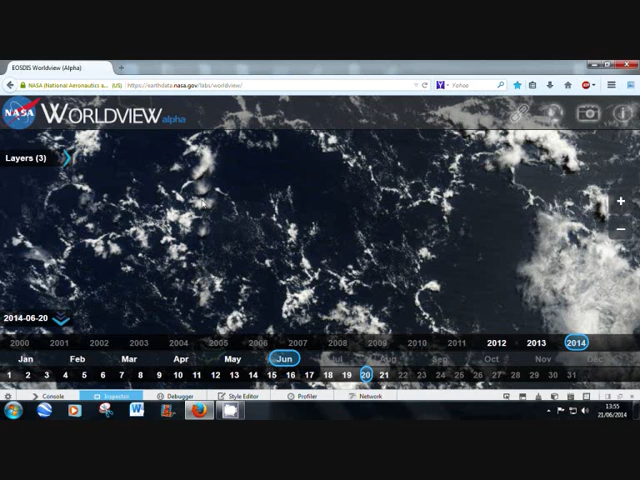 EOSDIS Worldview (Alpha)
NASA (National Aeronautics a... (US) https://earthdata.nasa.gov/labs/worldview/
Yahoo
NASA WORLDVIEW alpha
Layers (3)
+
−
2014-06-20
2000 2001 2002 2003 2004 2005 2006 2007 2008 2009 2010 2011 2012 2013 2014
Jan Feb Mar Apr May Jun Jul Aug Sep Oct Nov Dec
1 2 3 4 5 6 7 8 9 10 11 12 13 14 15 16 17 18 19 20 21 22 23 24 25 26 27 28 29 30 31
Console Inspector Debugger Style Editor Profiler Network
13:55
21/06/2014